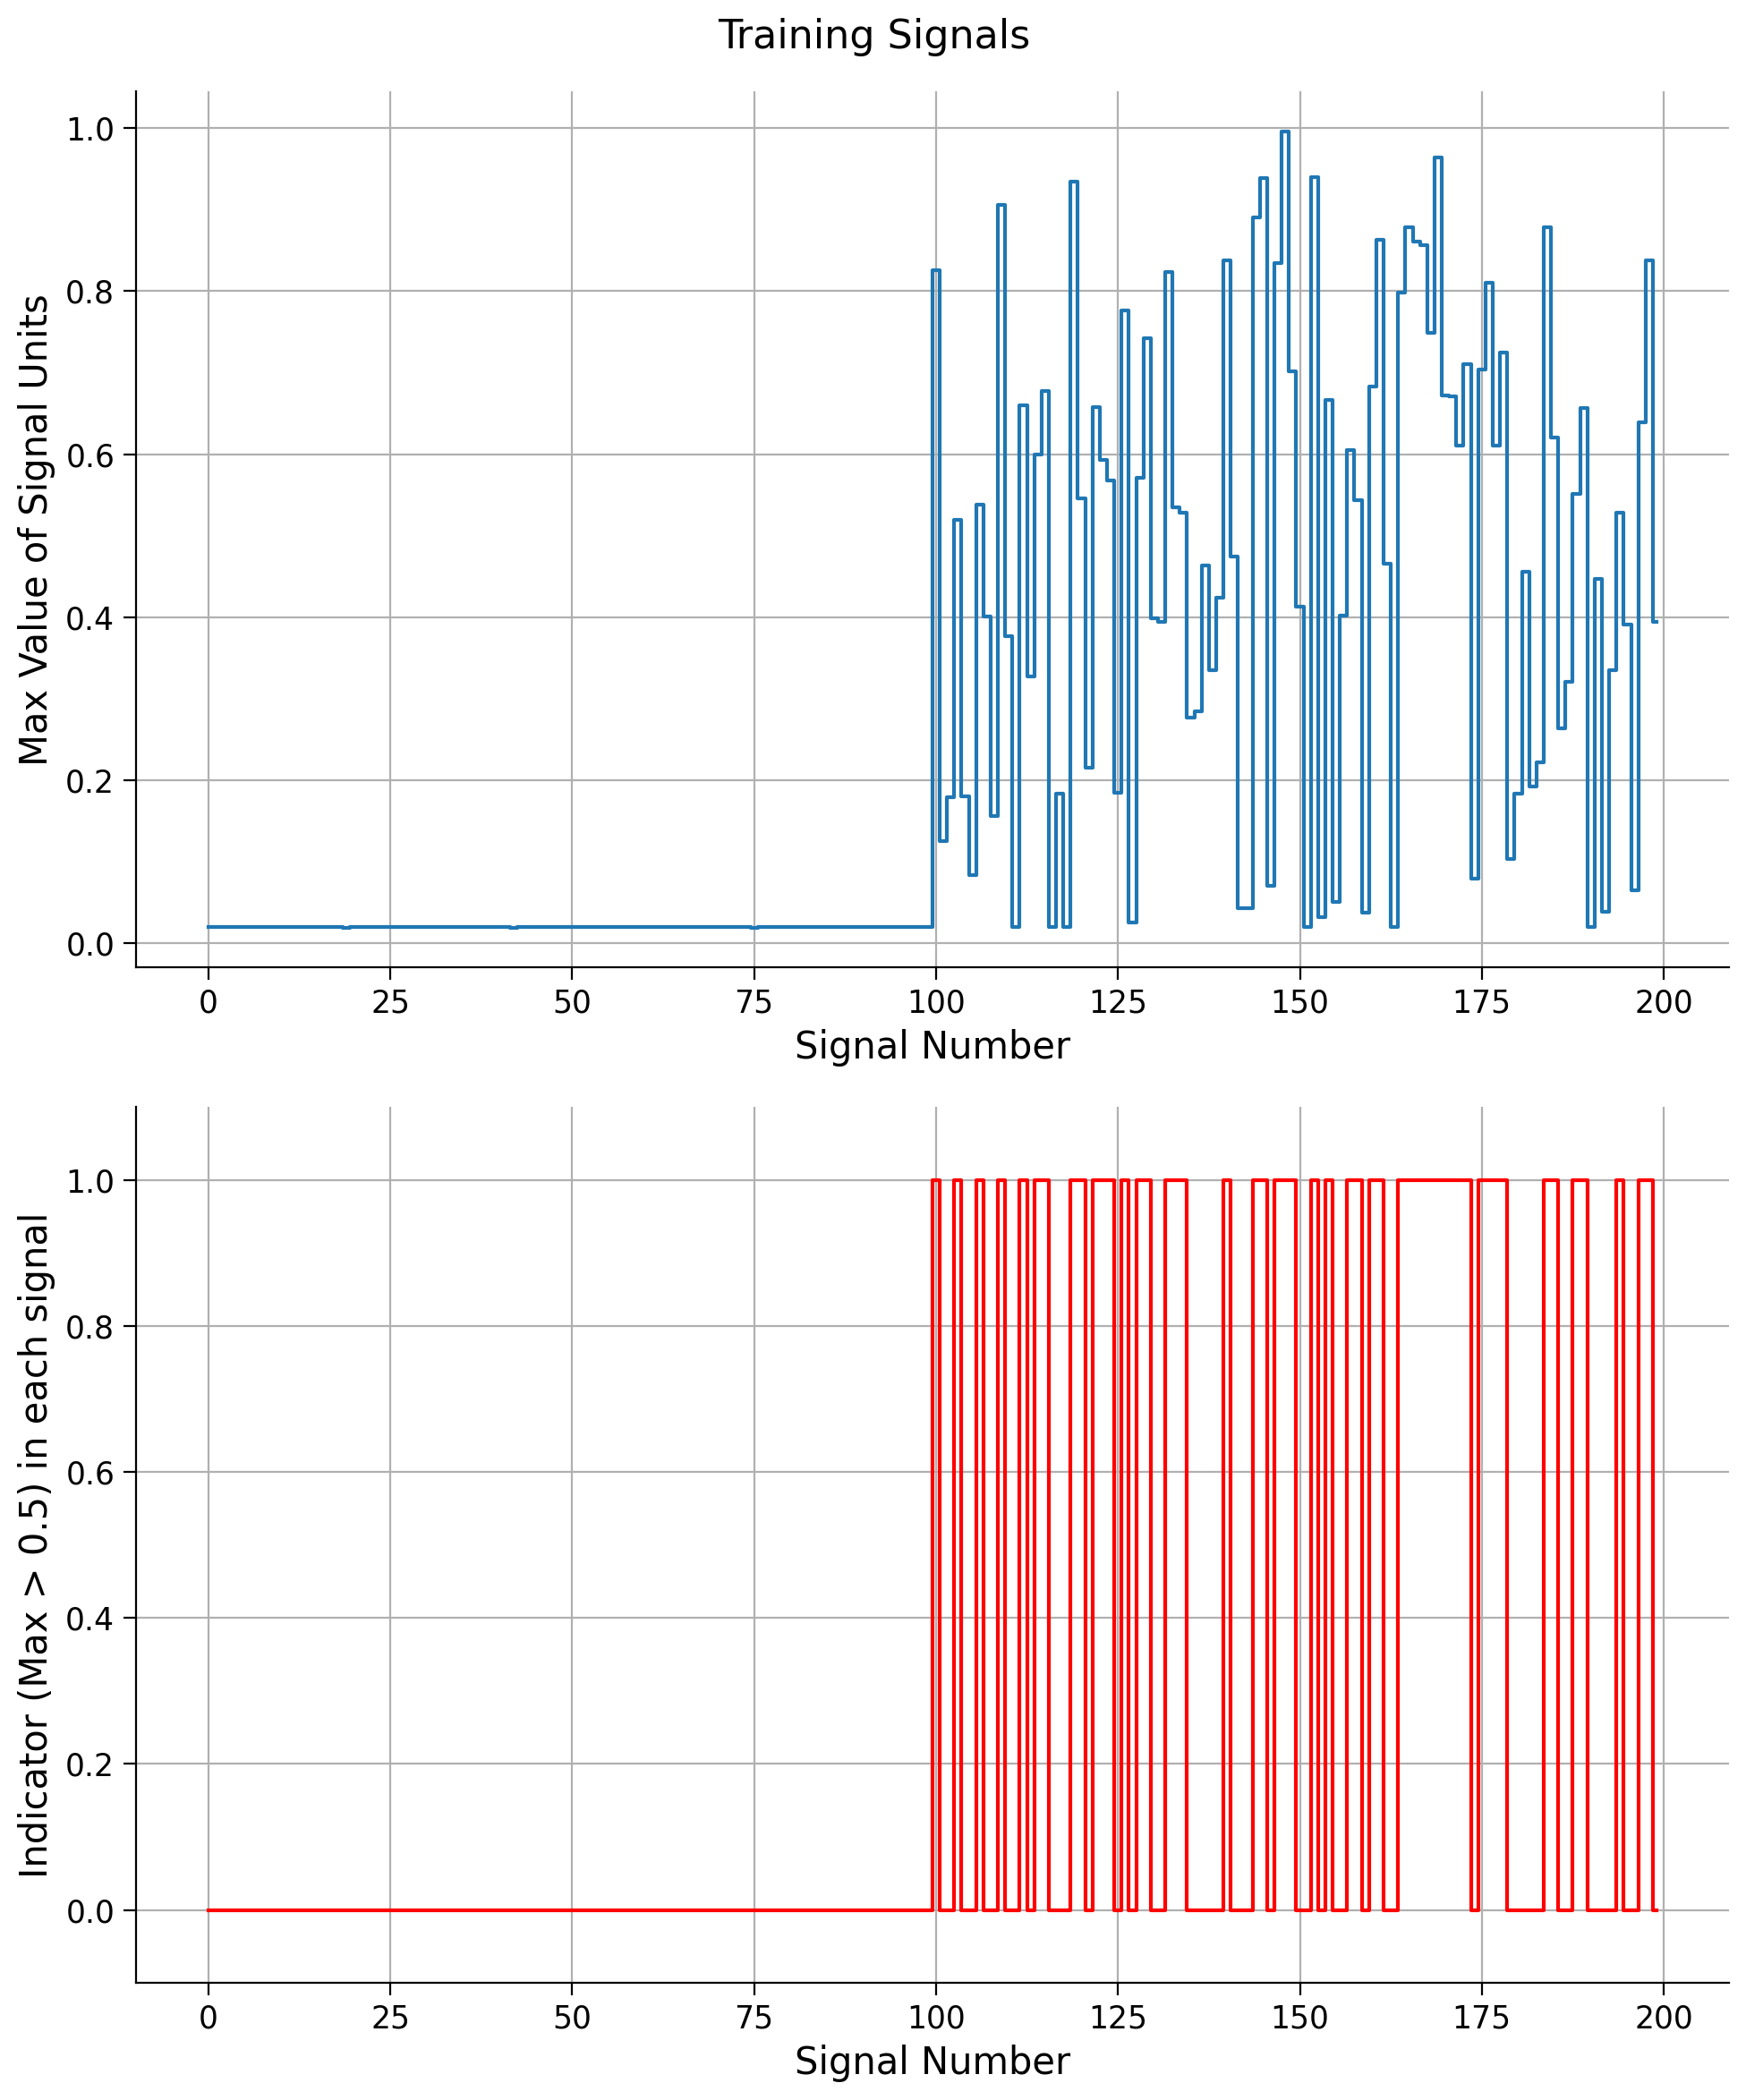 Training Signals
Max Value of Signal Units
1.0
0.8
0.6
0.4
0.2
0.0
0 25 50 75 100 125 150 175 200
Signal Number
Indicator (Max > 0.5) in each signal
1.0
0.8
0.6
0.4
0.2
0.0
0 25 50 75 100 125 150 175 200
Signal Number